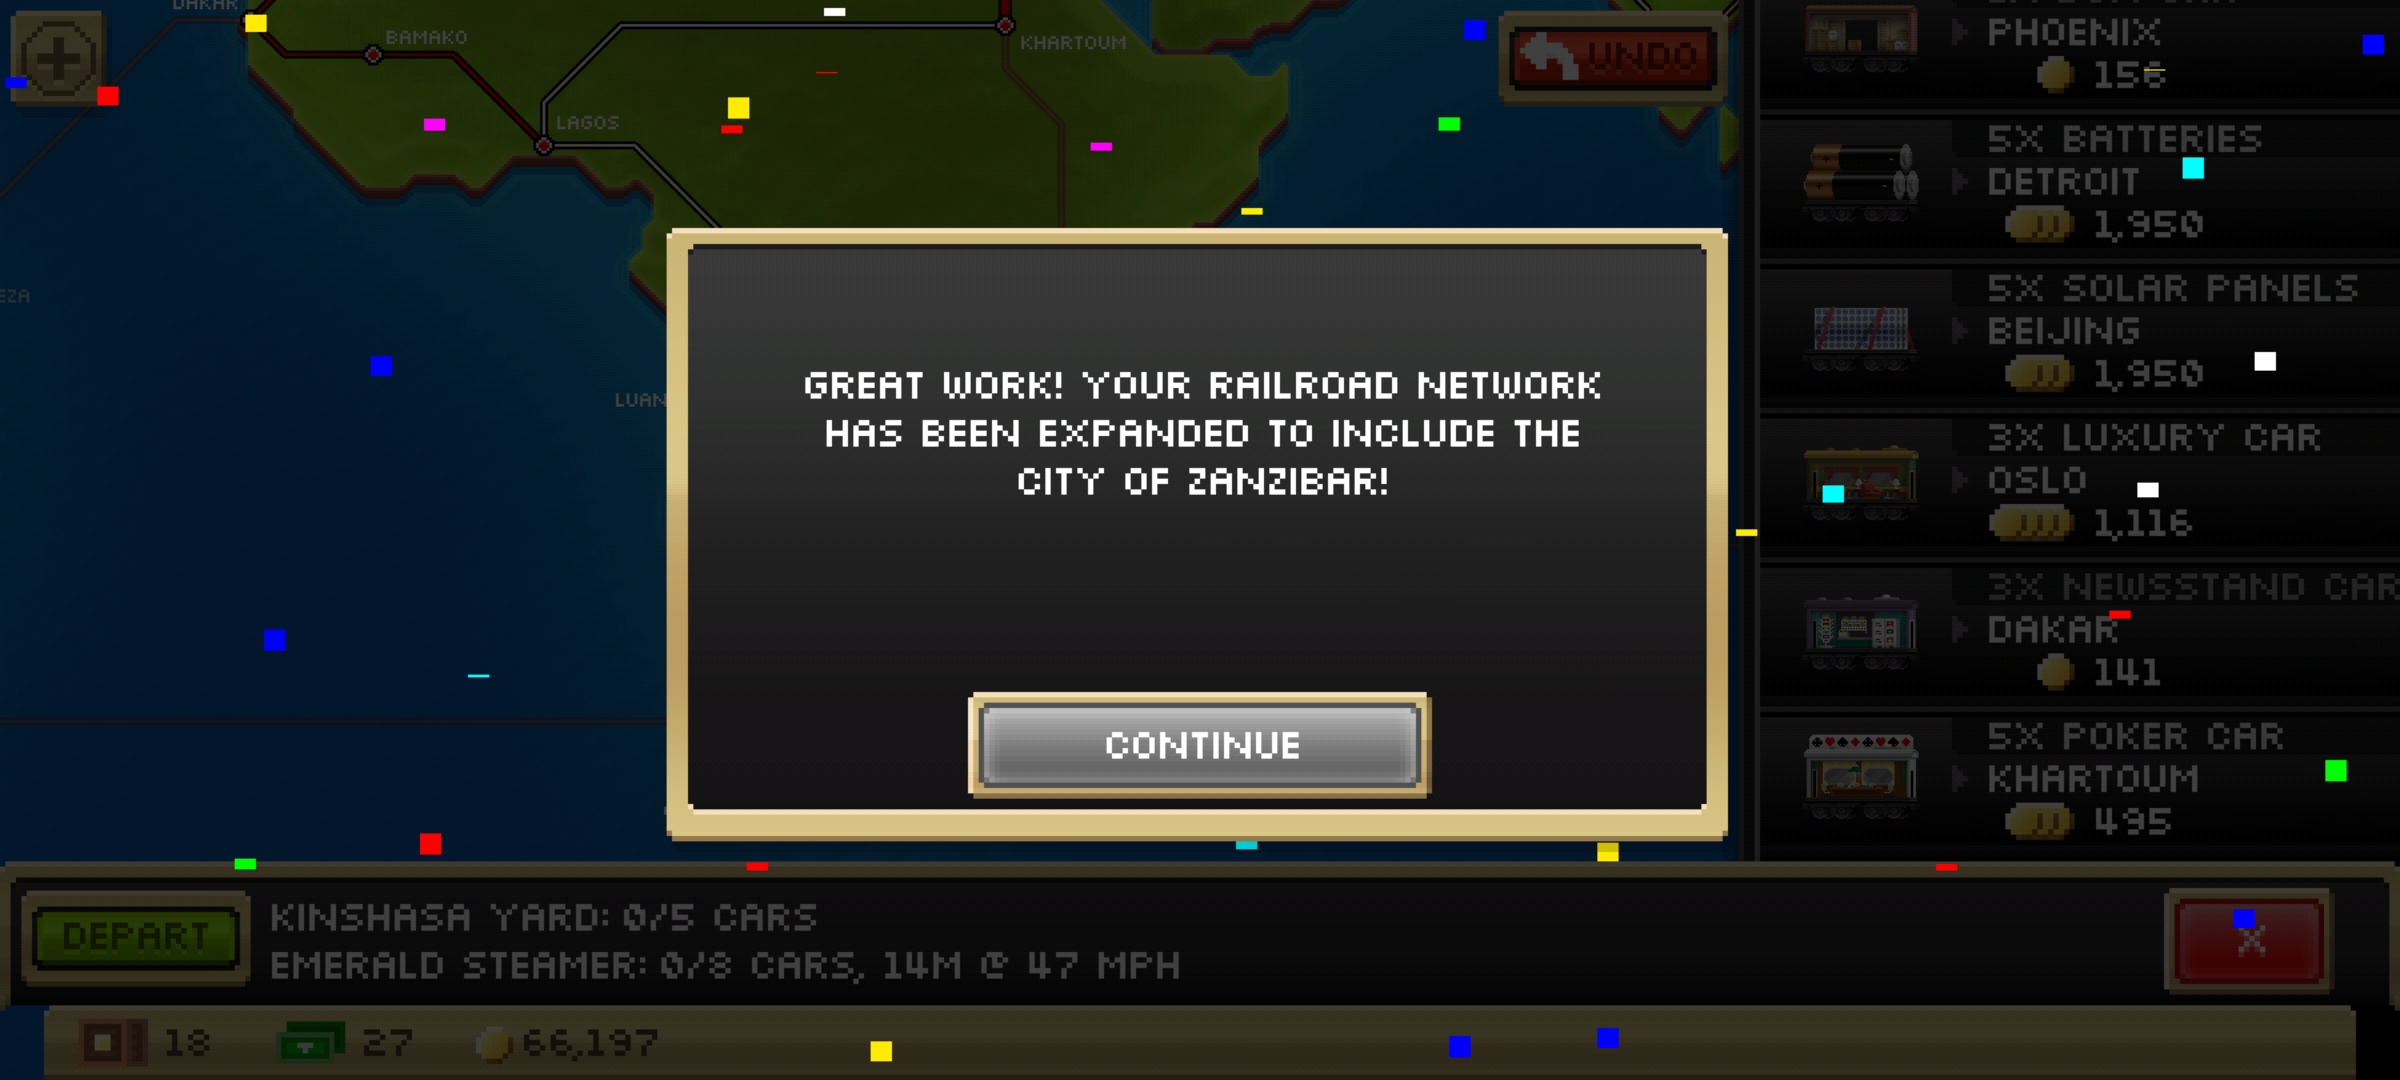 DAKAR
BAMAKO
KHARTOUM
LAGOS
UNDO
EZA
LUAN
GREAT WORK! YOUR RAILROAD NETWORK
HAS BEEN EXPANDED TO INCLUDE THE
CITY OF ZANZIBAR!
CONTINUE
PHOENIX
156
5X BATTERIES
DETROIT
1,950
5X SOLAR PANELS
BEIJING
1,950
3X LUXURY CAR
OSLO
1,116
3X NEWSSTAND CAR
DAKAR
141
5X POKER CAR
KHARTOUM
495
DEPART
KINSHASA YARD: 0/5 CARS
EMERALD STEAMER: 0/8 CARS, 14M @ 47 MPH
X
18
27
66,197